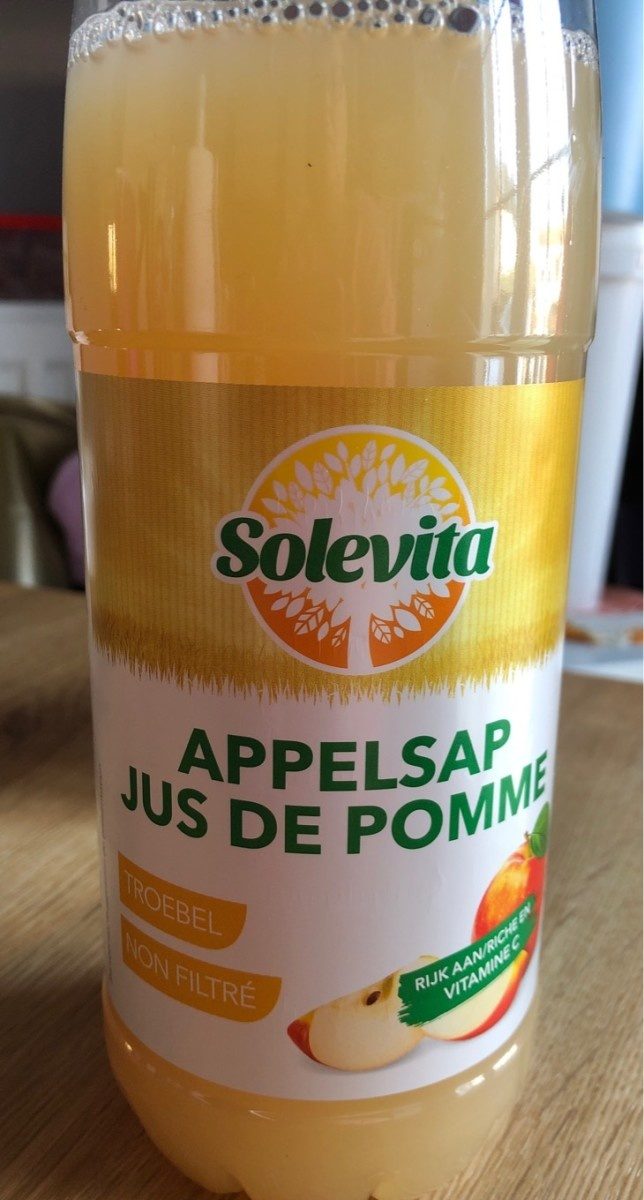 Solevita
APPELSAP
JUS DE POMME
TROEBEL
NON FILTRÉ
RIJK AAN/RICHE EN
VITAMINE C